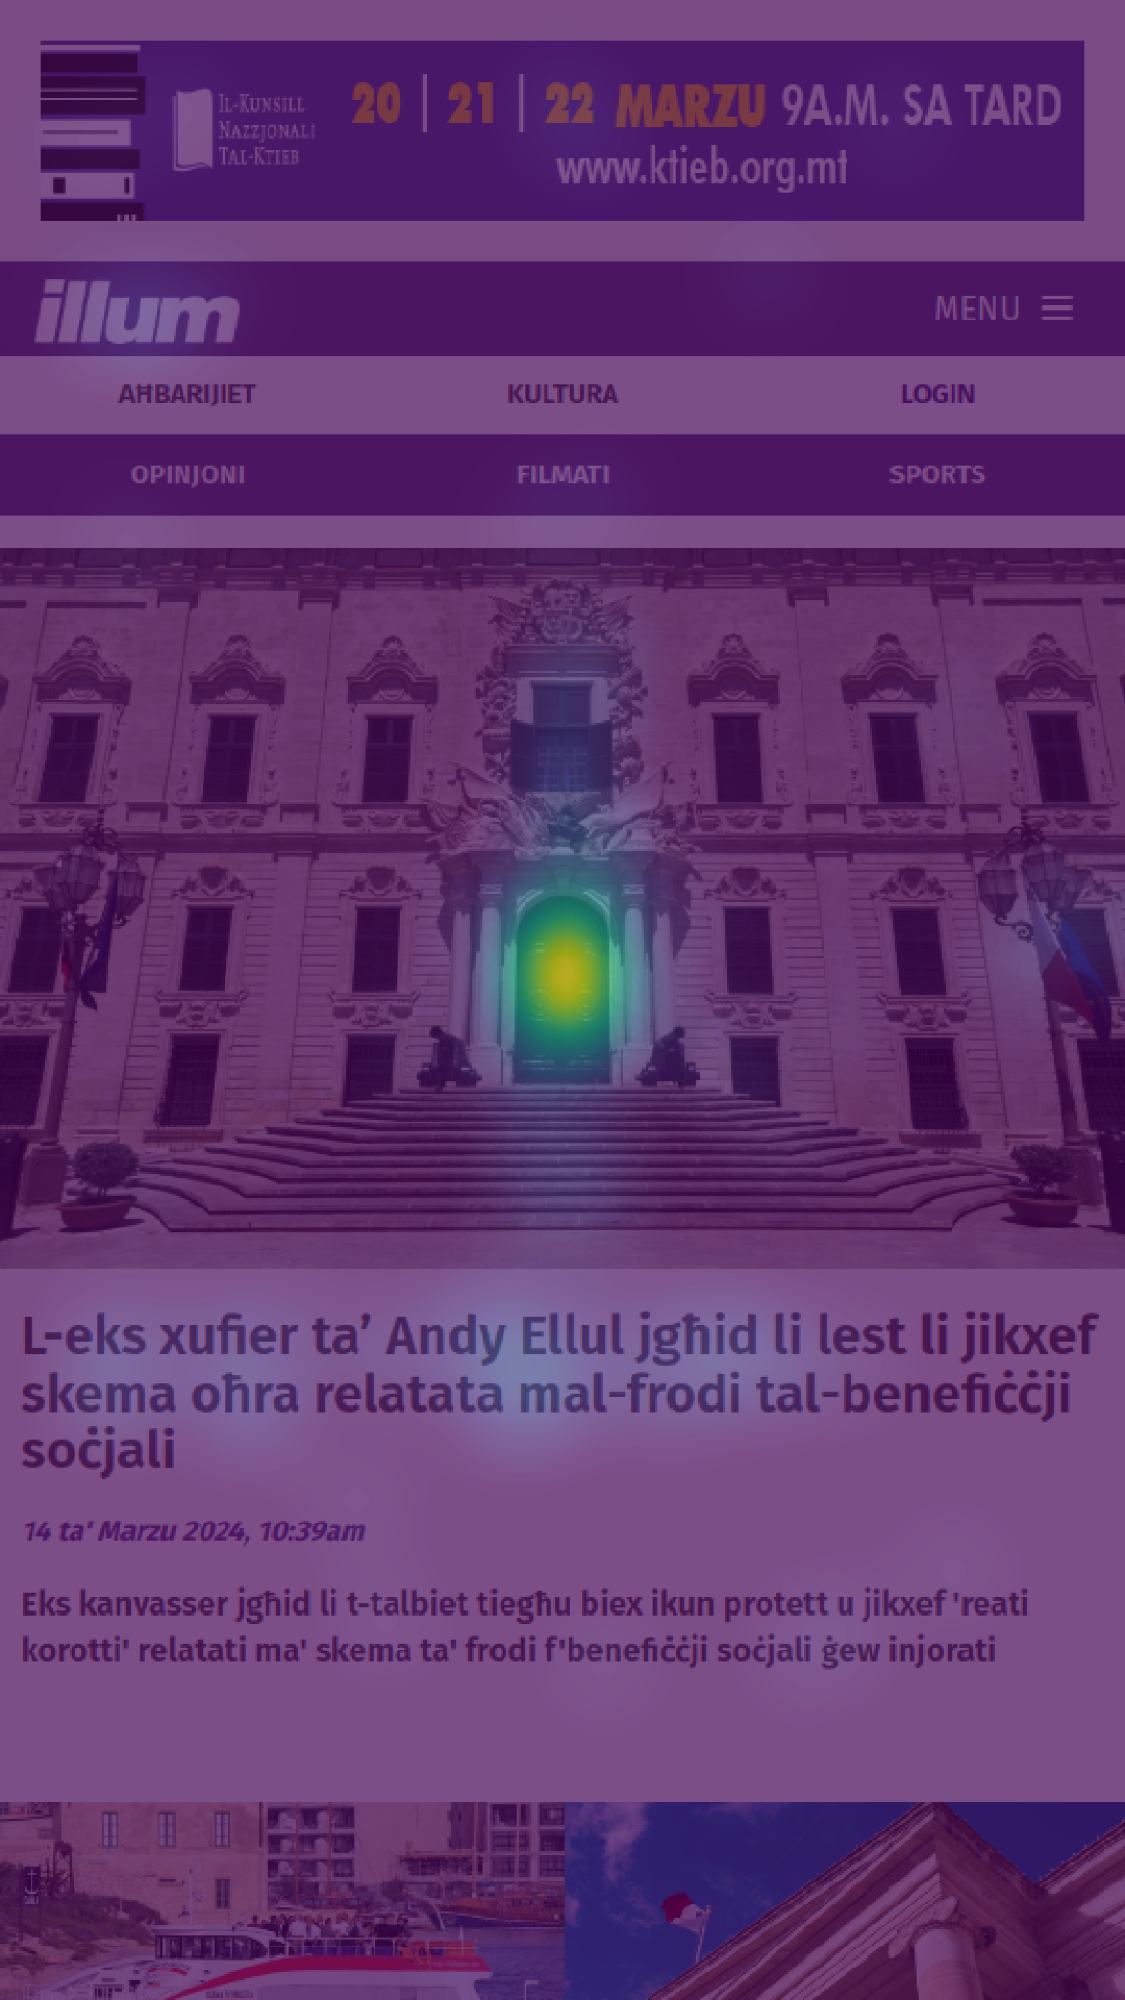 IL-KUNSILL
NAZZJONALI
TAL-KTIEB
20 | 21 | 22 MARZU 9A.M. SA TARD
www.ktieb.org.mt
illum
MENU
AĦBARIJIET KULTURA LOGIN
OPINJONI FILMATI SPORTS
L-eks xufier ta’ Andy Ellul jgħid li lest li jikxef
skema oħra relatata mal-frodi tal-benefiċċji
soċjali
14 ta' Marzu 2024, 10:39am
Eks kanvasser jgħid li t-talbiet tiegħu biex ikun protett u jikxef 'reati
korotti' relatati ma' skema ta' frodi f'benefiċċji soċjali ġew injorati